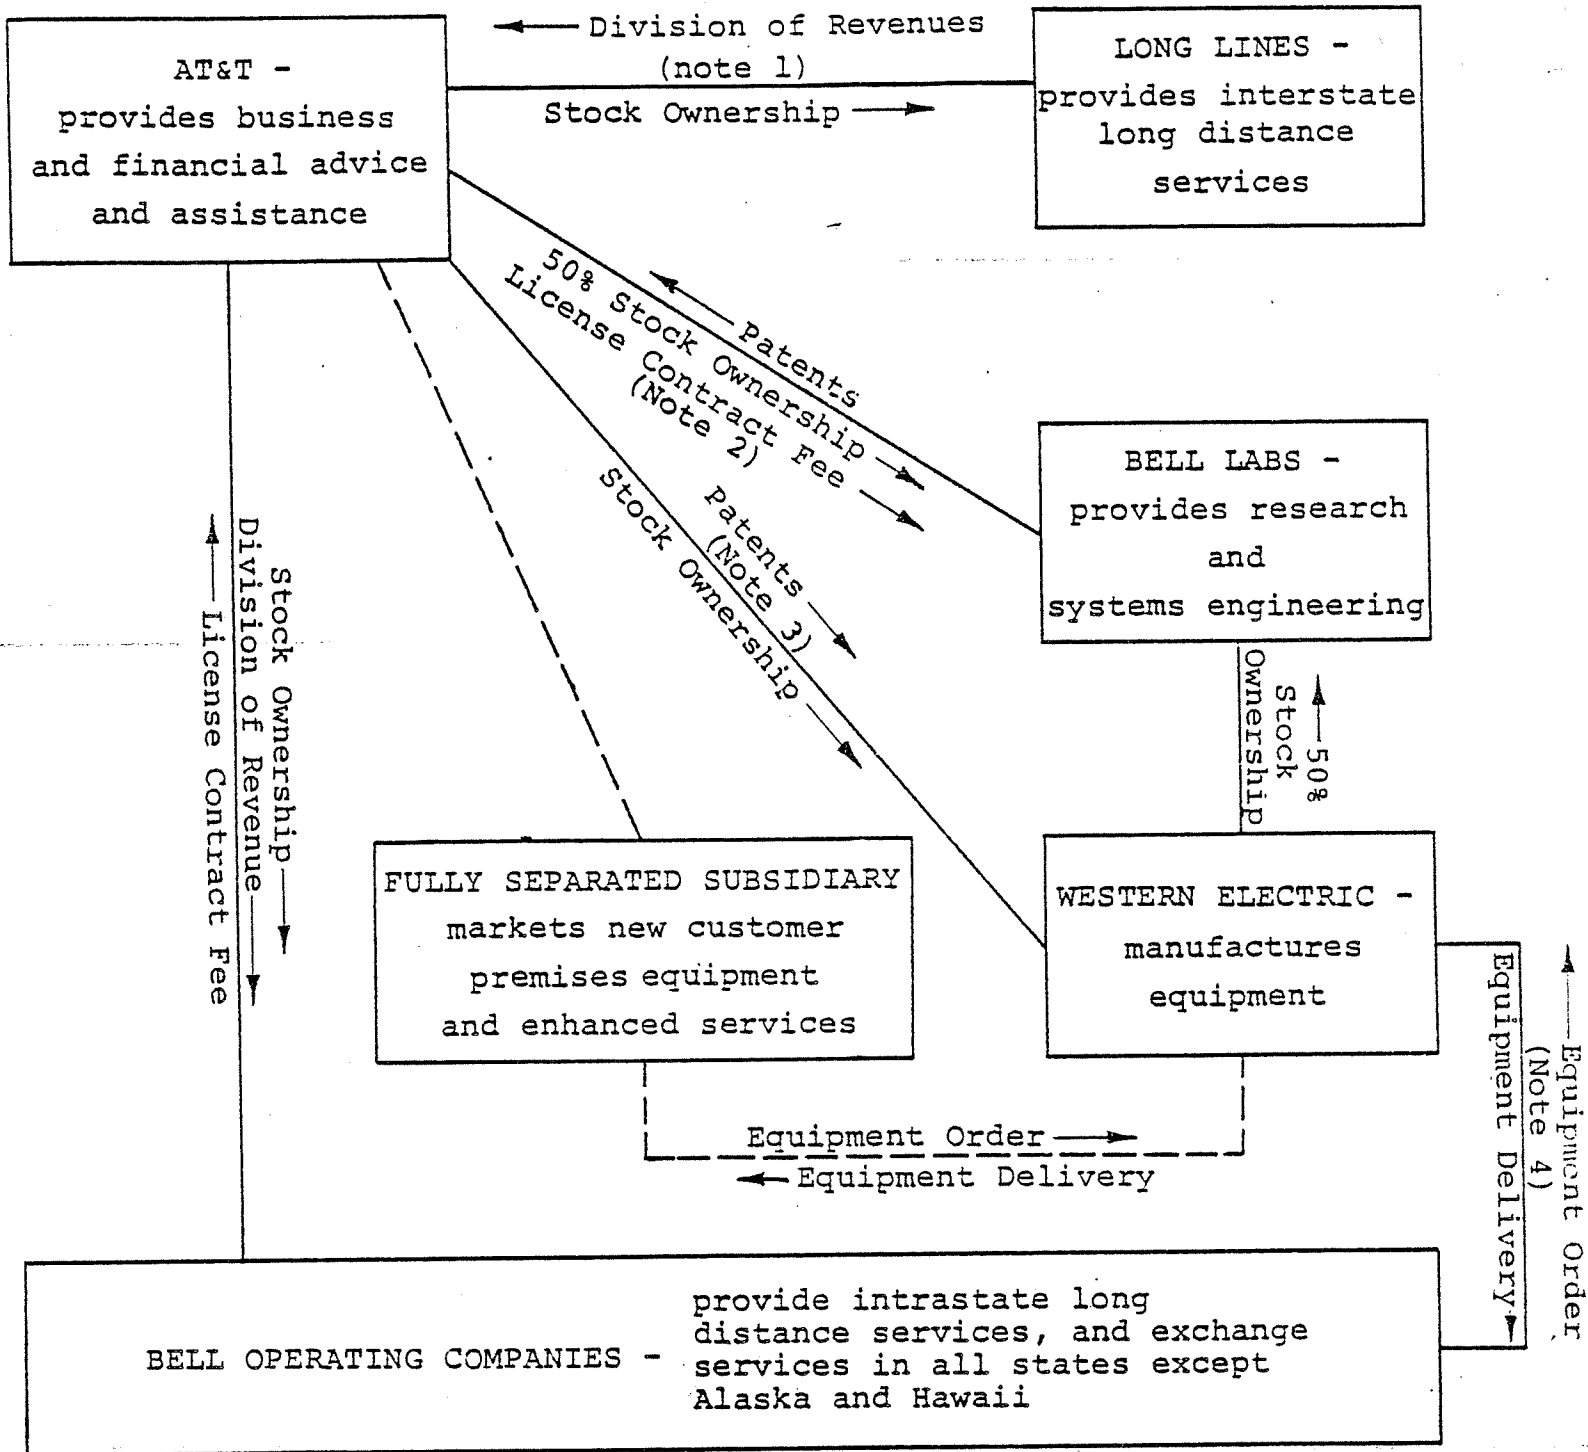 AT&T -
provides business
and financial advice
and assistance
← Division of Revenues
(note 1)
Stock Ownership →
LONG LINES -
provides interstate
long distance
services
← Patents
50% Stock Ownership →
License Contract Fee →
(Note 2)
Patents →
(Note 3)
Stock Ownership →
BELL LABS -
provides research
and
systems engineering
← 50%
Stock
Ownership
Stock Ownership →
Division of Revenue →
← License Contract Fee
FULLY SEPARATED SUBSIDIARY
markets new customer
premises equipment
and enhanced services
WESTERN ELECTRIC -
manufactures
equipment
← Equipment Order
(Note 4)
Equipment Delivery →
Equipment Order →
← Equipment Delivery
BELL OPERATING COMPANIES -
provide intrastate long
distance services, and exchange
services in all states except
Alaska and Hawaii